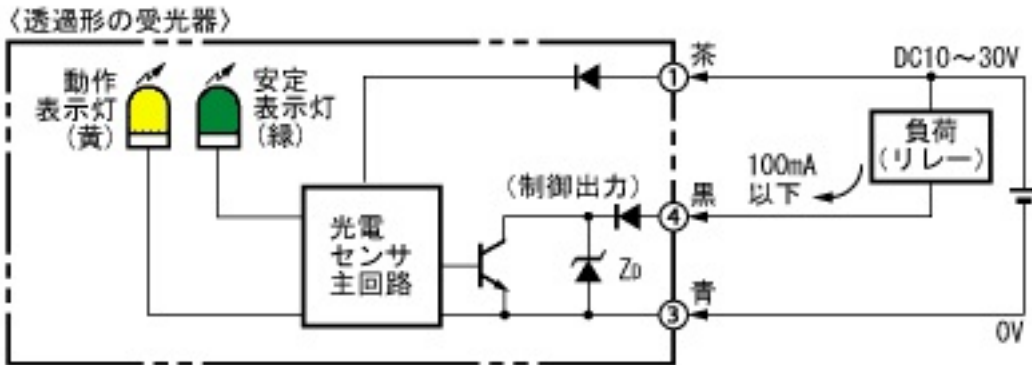 〈透過形の受光器〉
動作
表示灯
(黄)
安定
表示灯
(緑)
① 茶
DC10～30V
負荷
(リレー)
100mA
以下
(制御出力)
④ 黒
光電
センサ
主回路
ZD
③ 青
0V